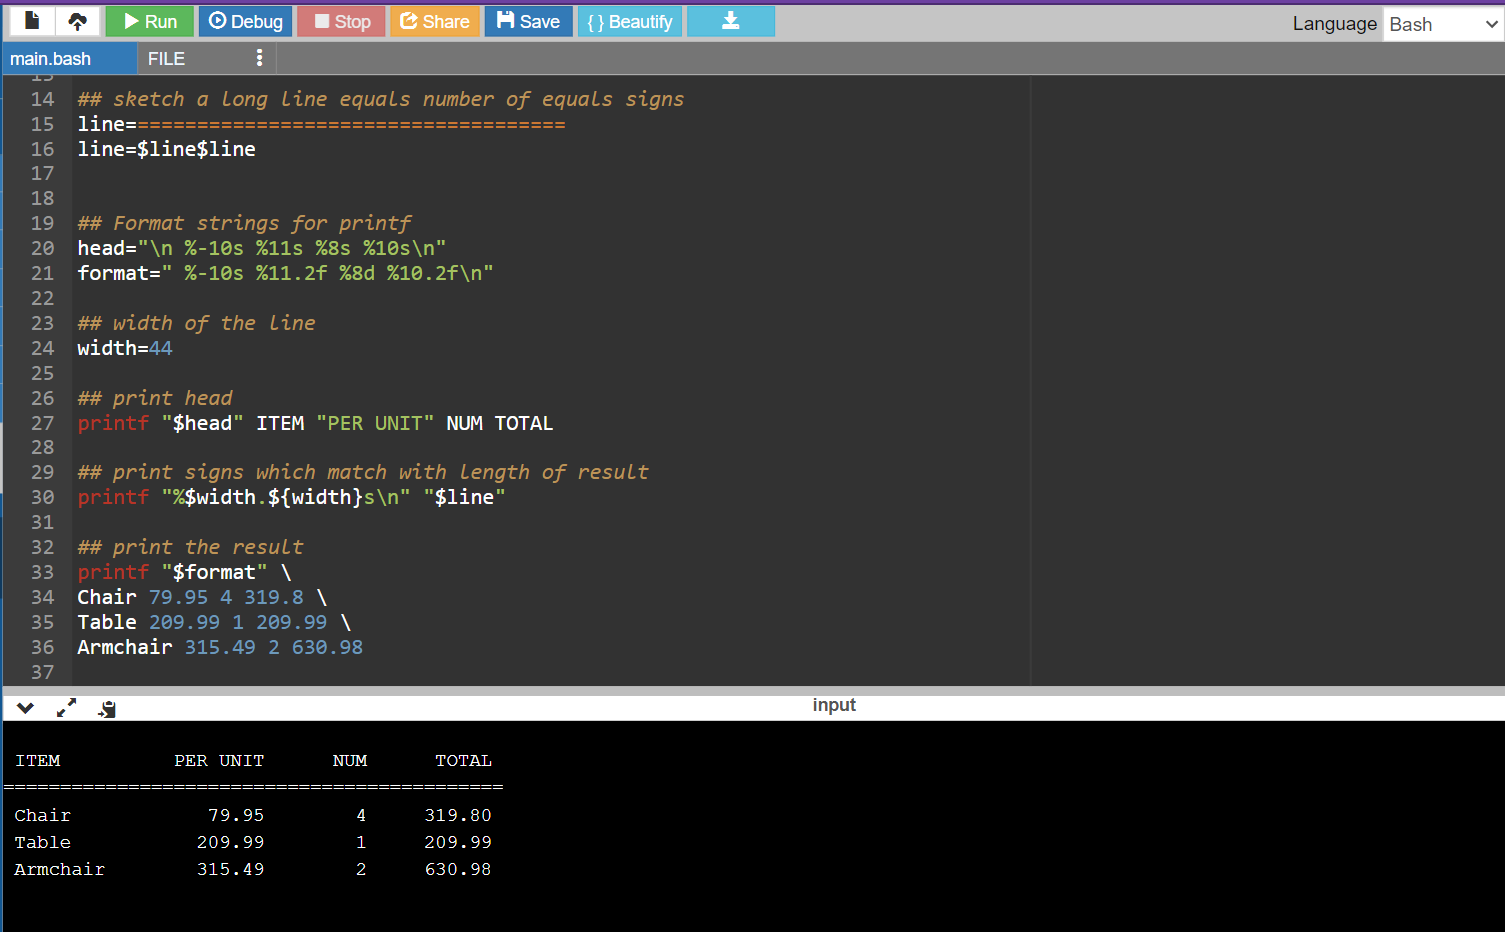 Run Debug Stop Share Save { } Beautify Language Bash
main.bash FILE
13
14 ## sketch a long line equals number of equals signs
15 line=====================================
16 line=$line$line
17
18
19 ## Format strings for printf
20 head="\n %-10s %11s %8s %10s\n"
21 format=" %-10s %11.2f %8d %10.2f\n"
22
23 ## width of the line
24 width=44
25
26 ## print head
27 printf "$head" ITEM "PER UNIT" NUM TOTAL
28
29 ## print signs which match with length of result
30 printf "%$width.${width}s\n" "$line"
31
32 ## print the result
33 printf "$format" \
34 Chair 79.95 4 319.8 \
35 Table 209.99 1 209.99 \
36 Armchair 315.49 2 630.98
37
input
ITEM PER UNIT NUM TOTAL
============================================
Chair 79.95 4 319.80
Table 209.99 1 209.99
Armchair 315.49 2 630.98